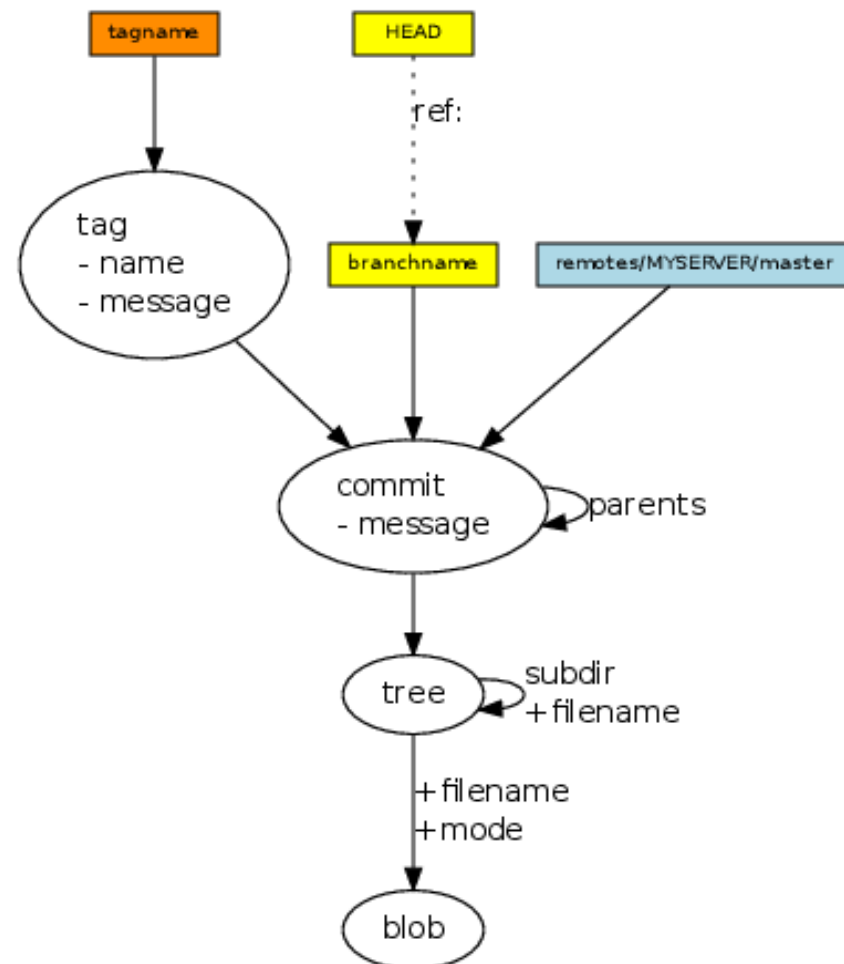 tagname
HEAD
ref:
tag
- name
- message
branchname
remotes/MYSERVER/master
commit
- message
parents
tree
subdir
+filename
+filename
+mode
blob